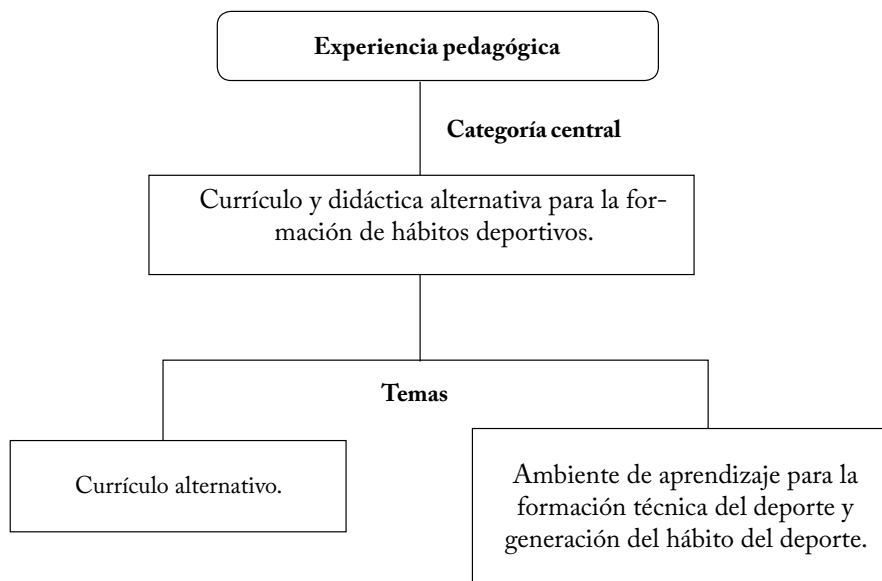 Experiencia pedagógica
Categoría central
Currículo y didáctica alternativa para la for-
mación de hábitos deportivos.
Temas
Currículo alternativo.
Ambiente de aprendizaje para la
formación técnica del deporte y
generación del hábito del deporte.